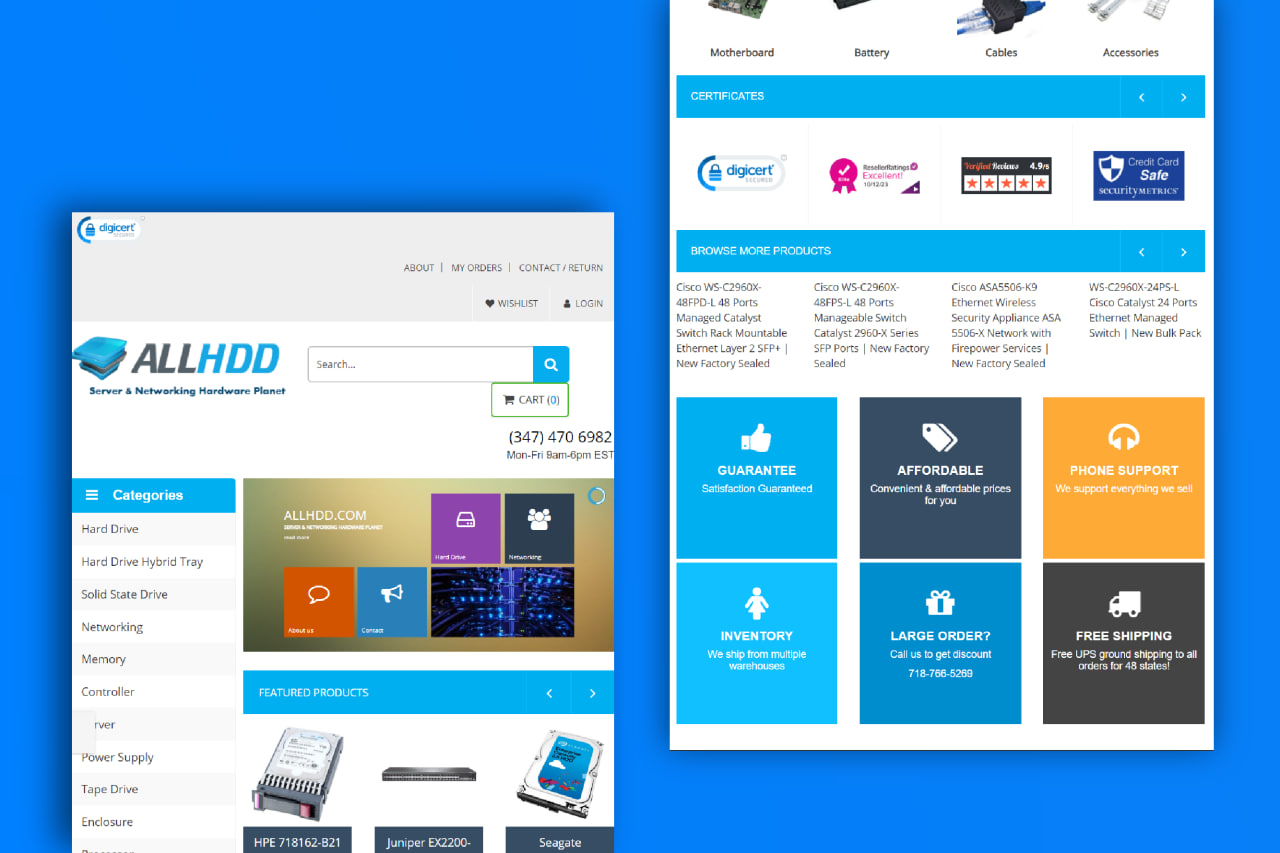 digicert
SECURED
ABOUT | MY ORDERS | CONTACT / RETURN
WISHLIST
LOGIN
ALLHDD
Server & Networking Hardware Planet
Search...
CART (0)
(347) 470 6982
Mon-Fri 9am-6pm EST
Categories
Hard Drive
Hard Drive Hybrid Tray
Solid State Drive
Networking
Memory
Controller
rver
Power Supply
Tape Drive
Enclosure
ALLHDD.COM
SERVER & NETWORKING HARDWARE PLANET
read more
Hard Drive
Networking
About us
Contact
FEATURED PRODUCTS
HPE 718162-B21
Juniper EX2200-
Seagate
Motherboard
Battery
Cables
Accessories
CERTIFICATES
digicert
SECURED
ResellerRatings
Elite
Excellent!
10/12/23
Verified Reviews 4.9/5
Credit Card
Safe
SECURITYMETRICS
BROWSE MORE PRODUCTS
Cisco WS-C2960X-
48FPD-L 48 Ports
Managed Catalyst
Switch Rack Mountable
Ethernet Layer 2 SFP+ |
New Factory Sealed
Cisco WS-C2960X-
48FPS-L 48 Ports
Manageable Switch
Catalyst 2960-X Series
SFP Ports | New Factory
Sealed
Cisco ASA5506-K9
Ethernet Wireless
Security Appliance ASA
5506-X Network with
Firepower Services |
New Factory Sealed
WS-C2960X-24PS-L
Cisco Catalyst 24 Ports
Ethernet Managed
Switch | New Bulk Pack
GUARANTEE
Satisfaction Guaranteed
AFFORDABLE
Convenient & affordable prices
for you
PHONE SUPPORT
We support everything we sell
INVENTORY
We ship from multiple
warehouses
LARGE ORDER?
Call us to get discount
718-766-5269
FREE SHIPPING
Free UPS ground shipping to all
orders for 48 states!